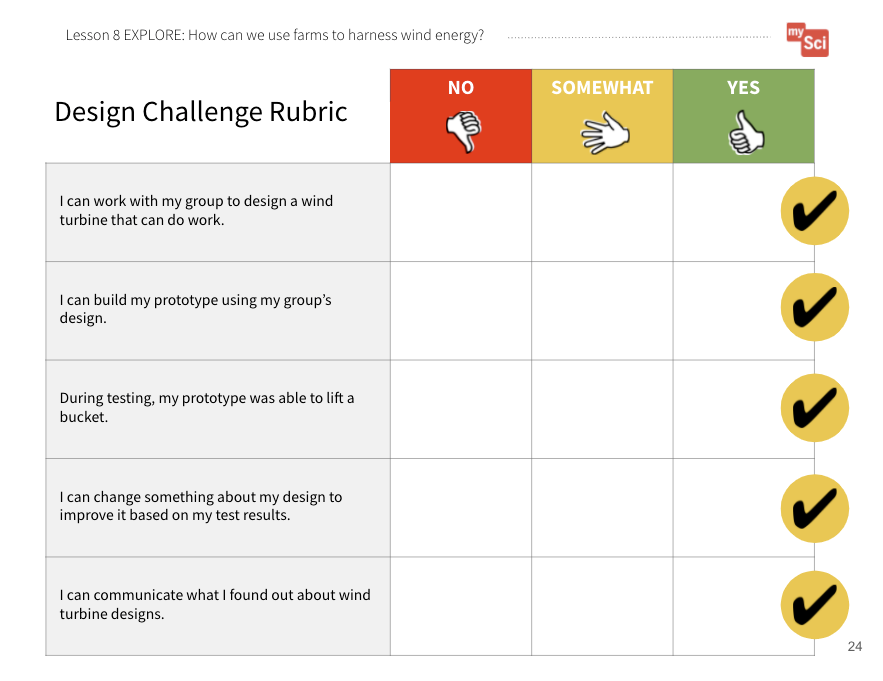 Lesson 8 EXPLORE: How can we use farms to harness wind energy?
my
Sci
Design Challenge Rubric
NO
SOMEWHAT
YES
I can work with my group to design a wind
turbine that can do work.
I can build my prototype using my group’s
design.
During testing, my prototype was able to lift a
bucket.
I can change something about my design to
improve it based on my test results.
I can communicate what I found out about wind
turbine designs.
24